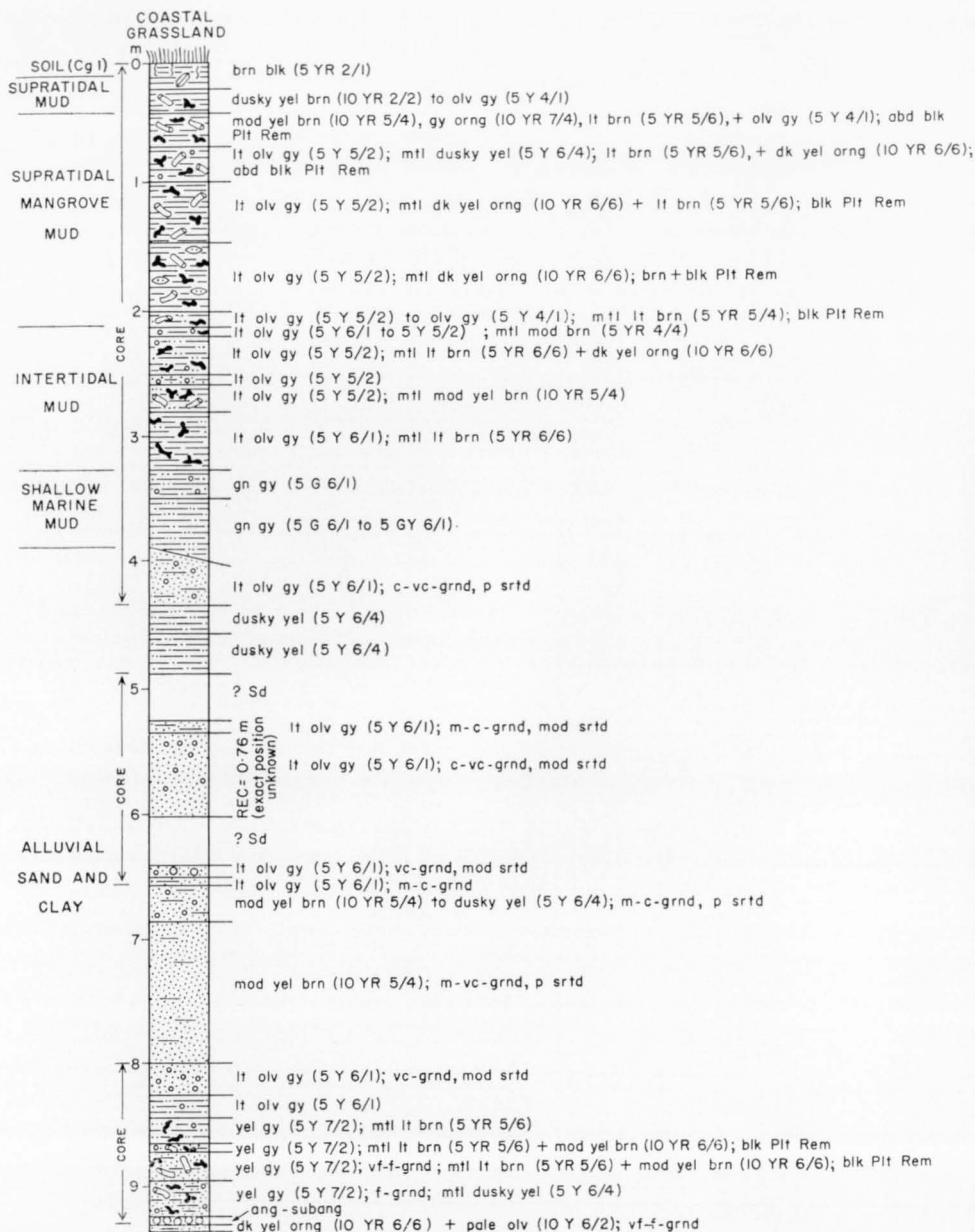 COASTAL
GRASSLAND
m
SOIL (Cg1)
0
brn blk (5 YR 2/1)
SUPRATIDAL
MUD
dusky yel brn (10 YR 2/2) to olv gy (5 Y 4/1)
mod yel brn (10 YR 5/4), gy orng (10 YR 7/4), lt brn (5 YR 5/6), + olv gy (5 Y 4/1); abd blk
Plt Rem
lt olv gy (5 Y 5/2); mtl dusky yel (5 Y 6/4); lt brn (5 YR 5/6), + dk yel orng (10 YR 6/6);
abd blk Plt Rem
SUPRATIDAL
MANGROVE
MUD
1
lt olv gy (5 Y 5/2); mtl dk yel orng (10 YR 6/6) + lt brn (5 YR 5/6); blk Plt Rem
lt olv gy (5 Y 5/2); mtl dk yel orng (10 YR 6/6); brn + blk Plt Rem
2
lt olv gy (5 Y 5/2) to olv gy (5 Y 4/1); mtl lt brn (5 YR 5/4); blk Plt Rem
lt olv gy (5 Y 6/1 to 5 Y 5/2) ; mtl mod brn (5 YR 4/4)
CORE
lt olv gy (5 Y 5/2); mtl lt brn (5 YR 6/6) + dk yel orng (10 YR 6/6)
INTERTIDAL
MUD
lt olv gy (5 Y 5/2)
lt olv gy (5 Y 5/2); mtl mod yel brn (10 YR 5/4)
3
lt olv gy (5 Y 6/1); mtl lt brn (5 YR 6/6)
SHALLOW
MARINE
MUD
gn gy (5 G 6/1)
gn gy (5 G 6/1 to 5 GY 6/1).
4
lt olv gy (5 Y 6/1); c-vc-grnd, p srtd
dusky yel (5 Y 6/4)
dusky yel (5 Y 6/4)
5
? Sd
lt olv gy (5 Y 6/1); m-c-grnd, mod srtd
lt olv gy (5 Y 6/1); c-vc-grnd, mod srtd
REC - 0·76 m
(exact position
unknown)
CORE
6
? Sd
ALLUVIAL
SAND AND
CLAY
lt olv gy (5 Y 6/1); vc-grnd, mod srtd
lt olv gy (5 Y 6/1); m-c-grnd
mod yel brn (10 YR 5/4) to dusky yel (5 Y 6/4); m-c-grnd, p srtd
7
mod yel brn (10 YR 5/4); m-vc-grnd, p srtd
8
lt olv gy (5 Y 6/1); vc-grnd, mod srtd
lt olv gy (5 Y 6/1)
yel gy (5 Y 7/2); mtl lt brn (5 YR 5/6)
CORE
yel gy (5 Y 7/2); mtl lt brn (5 YR 5/6) + mod yel brn (10 YR 6/6); blk Plt Rem
yel gy (5 Y 7/2); vf-f-grnd; mtl lt brn (5 YR 5/6) + mod yel brn (10 YR 6/6); blk Plt Rem
9
yel gy (5 Y 7/2); f-grnd; mtl dusky yel (5 Y 6/4)
ang-subang
dk yel orng (10 YR 6/6) + pale olv (10 Y 6/2); vf-f-grnd